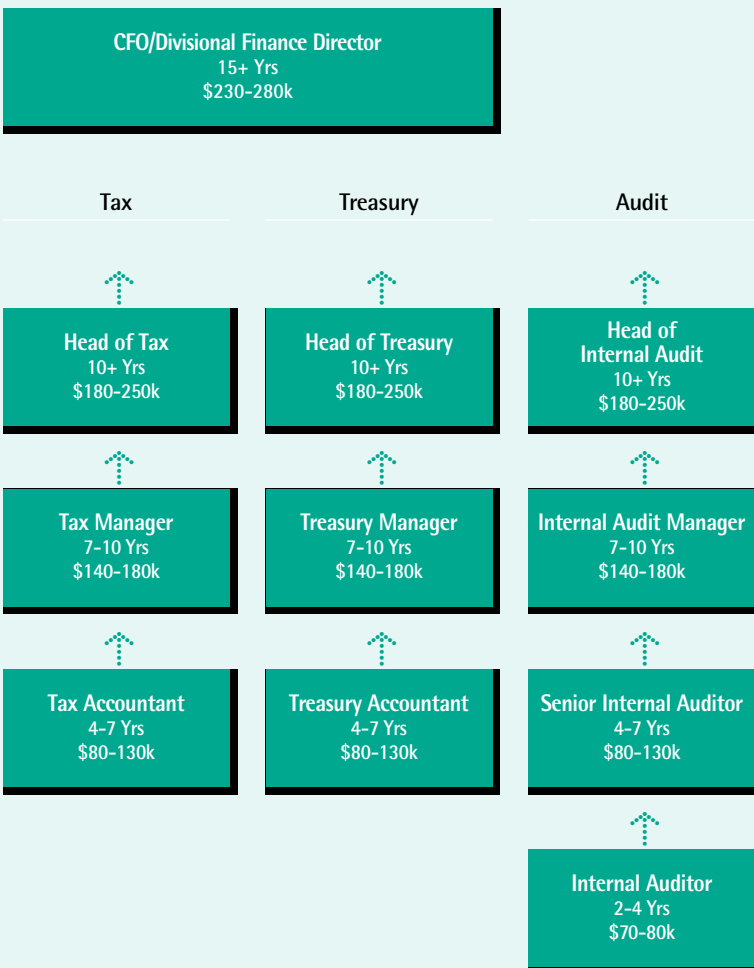 CFO/Divisional Finance Director
15+ Yrs
$230-280k
Tax
Treasury
Audit
Head of Tax
10+ Yrs
$180-250k
Head of Treasury
10+ Yrs
$180-250k
Head of
Internal Audit
10+ Yrs
$180-250k
Tax Manager
7-10 Yrs
$140-180k
Treasury Manager
7-10 Yrs
$140-180k
Internal Audit Manager
7-10 Yrs
$140-180k
Tax Accountant
4-7 Yrs
$80-130k
Treasury Accountant
4-7 Yrs
$80-130k
Senior Internal Auditor
4-7 Yrs
$80-130k
Internal Auditor
2-4 Yrs
$70-80k